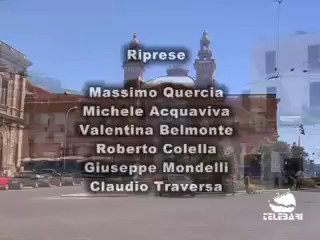 Riprese
Massimo Quercia
Michele Acquaviva
Valentina Belmonte
Roberto Colella
Giuseppe Mondelli
Claudio Traversa
TELEBARI